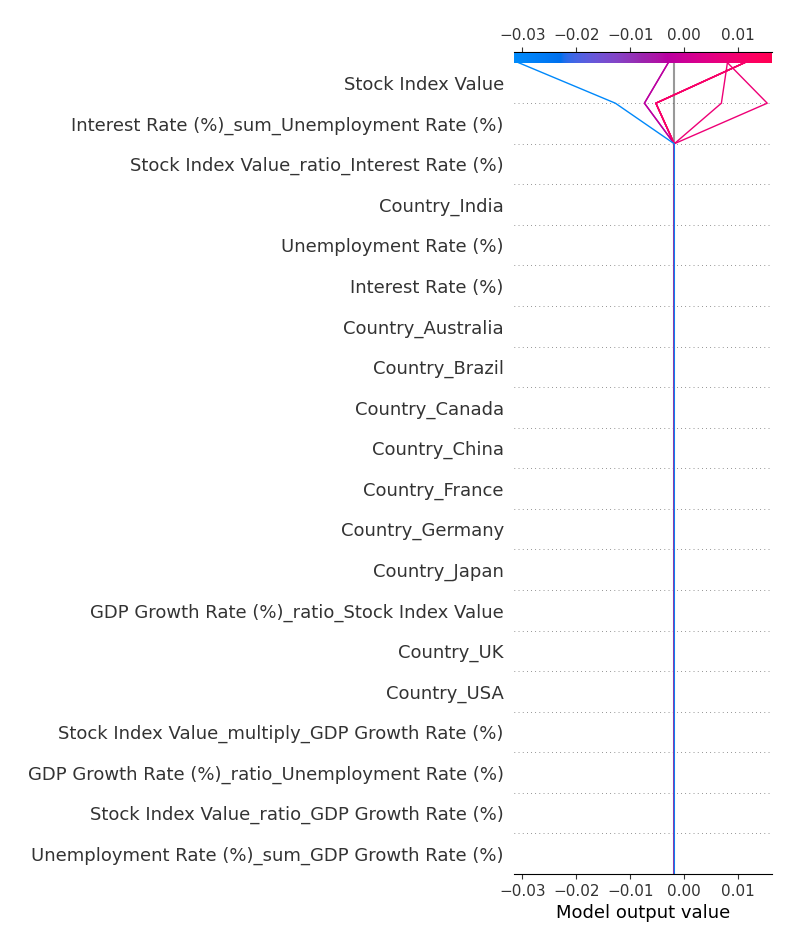 −0.03 −0.02 −0.01 0.00 0.01
Stock Index Value
Interest Rate (%)_sum_Unemployment Rate (%)
Stock Index Value_ratio_Interest Rate (%)
Country_India
Unemployment Rate (%)
Interest Rate (%)
Country_Australia
Country_Brazil
Country_Canada
Country_China
Country_France
Country_Germany
Country_Japan
GDP Growth Rate (%)_ratio_Stock Index Value
Country_UK
Country_USA
Stock Index Value_multiply_GDP Growth Rate (%)
GDP Growth Rate (%)_ratio_Unemployment Rate (%)
Stock Index Value_ratio_GDP Growth Rate (%)
Unemployment Rate (%)_sum_GDP Growth Rate (%)
−0.03 −0.02 −0.01 0.00 0.01
Model output value